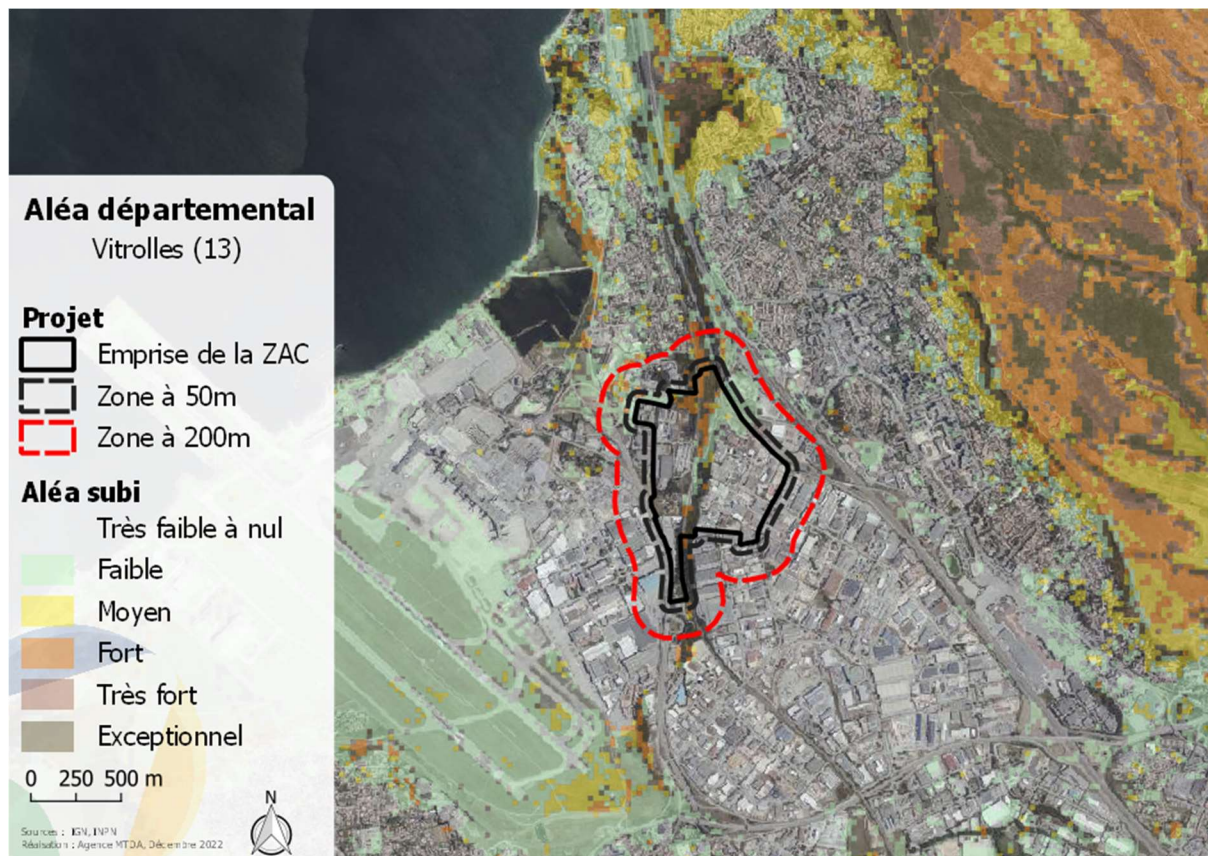 Aléa départemental
Vitrolles (13)
Projet
Emprise de la ZAC
Zone à 50m
Zone à 200m
Aléa subi
Très faible à nul
Faible
Moyen
Fort
Très fort
Exceptionnel
0 250 500 m
N
Sources : IGN, INPN
Réalisation : Agence MTDA, Décembre 2022